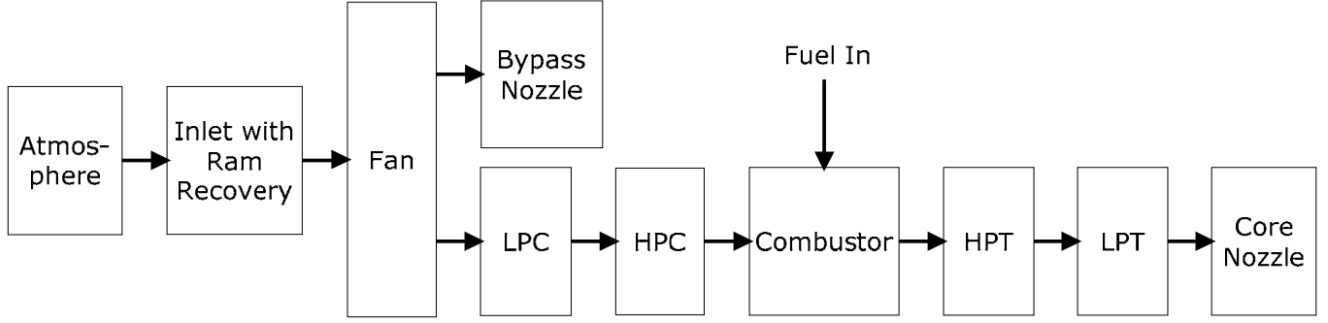 Atmos-
phere
Inlet with
Ram
Recovery
Fan
Bypass
Nozzle
Fuel In
LPC
HPC
Combustor
HPT
LPT
Core
Nozzle